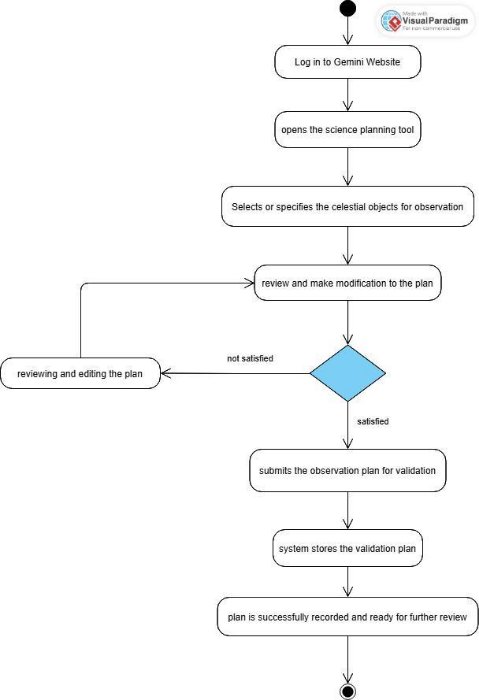 Made with
VisualParadigm
For non-commercial use
Log in to Gemini Website
opens the science planning tool
Selects or specifies the celestial objects for observation
review and make modification to the plan
not satisfied
reviewing and editing the plan
satisfied
submits the observation plan for validation
system stores the validation plan
plan is successfully recorded and ready for further review